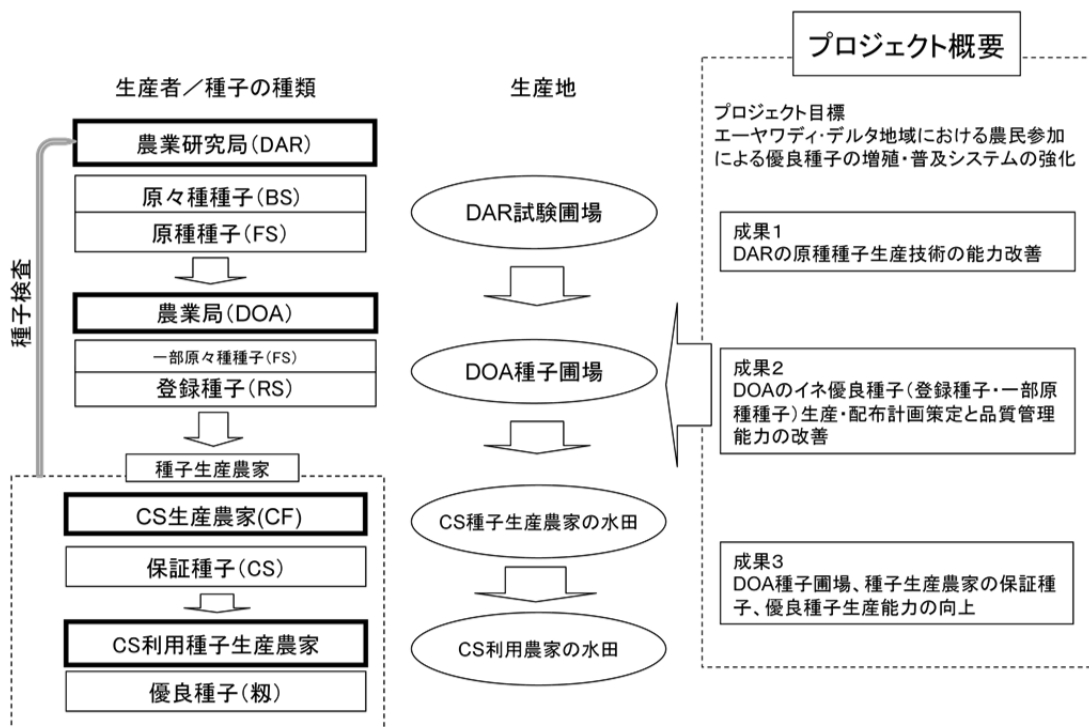 生産者／種子の種類
農業研究局(DAR)
原々種種子(BS)
原種種子(FS)
農業局(DOA)
一部原々種種子(FS)
登録種子(RS)
種子生産農家
CS生産農家(CF)
保証種子(CS)
CS利用種子生産農家
優良種子(籾)
種子検査
生産地
DAR試験圃場
DOA種子圃場
CS種子生産農家の水田
CS利用農家の水田
プロジェクト概要
プロジェクト目標
エーヤワディ・デルタ地域における農民参加
による優良種子の増殖・普及システムの強化
成果1
DARの原種種子生産技術の能力改善
成果2
DOAのイネ優良種子(登録種子・一部原
種種子)生産・配布計画策定と品質管理
能力の改善
成果3
DOA種子圃場、種子生産農家の保証種
子、優良種子生産能力の向上